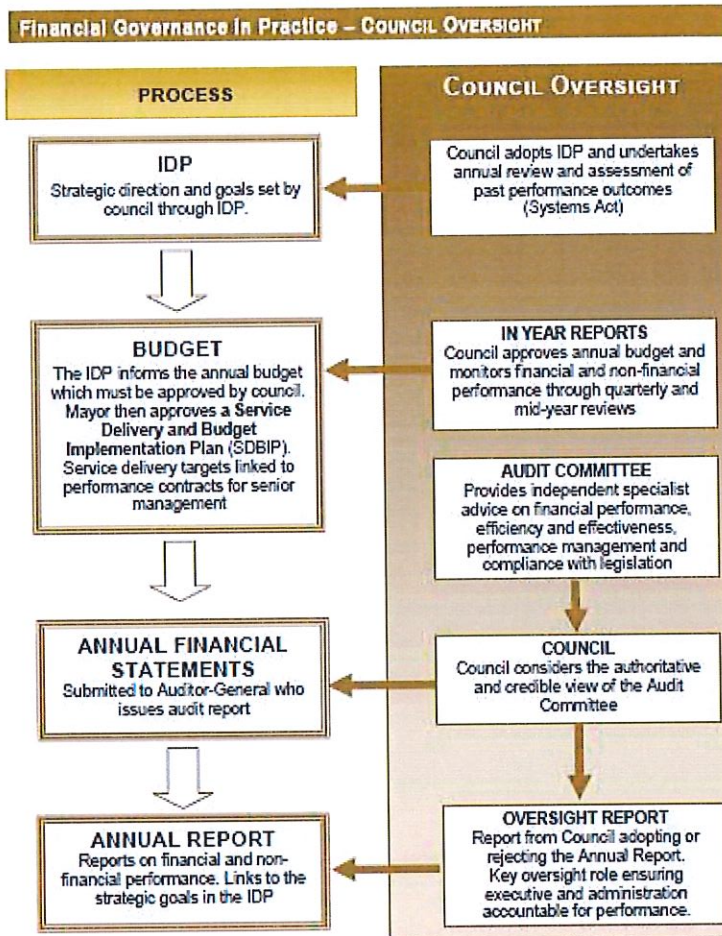 Financial Governance in Practice – COUNCIL OVERSIGHT
PROCESS
COUNCIL OVERSIGHT
IDP
Strategic direction and goals set by
council through IDP.
Council adopts IDP and undertakes
annual review and assessment of
past performance outcomes
(Systems Act)
BUDGET
The IDP informs the annual budget
which must be approved by council.
Mayor then approves a Service
Delivery and Budget
Implementation Plan (SDBIP).
Service delivery targets linked to
performance contracts for senior
management
IN YEAR REPORTS
Council approves annual budget and
monitors financial and non-financial
performance through quarterly and
mid-year reviews
AUDIT COMMITTEE
Provides independent specialist
advice on financial performance,
efficiency and effectiveness,
performance management and
compliance with legislation
ANNUAL FINANCIAL
STATEMENTS
Submitted to Auditor-General who
issues audit report
COUNCIL
Council considers the authoritative
and credible view of the Audit
Committee
ANNUAL REPORT
Reports on financial and non-
financial performance. Links to the
strategic goals in the IDP
OVERSIGHT REPORT
Report from Council adopting or
rejecting the Annual Report.
Key oversight role ensuring
executive and administration
accountable for performance.